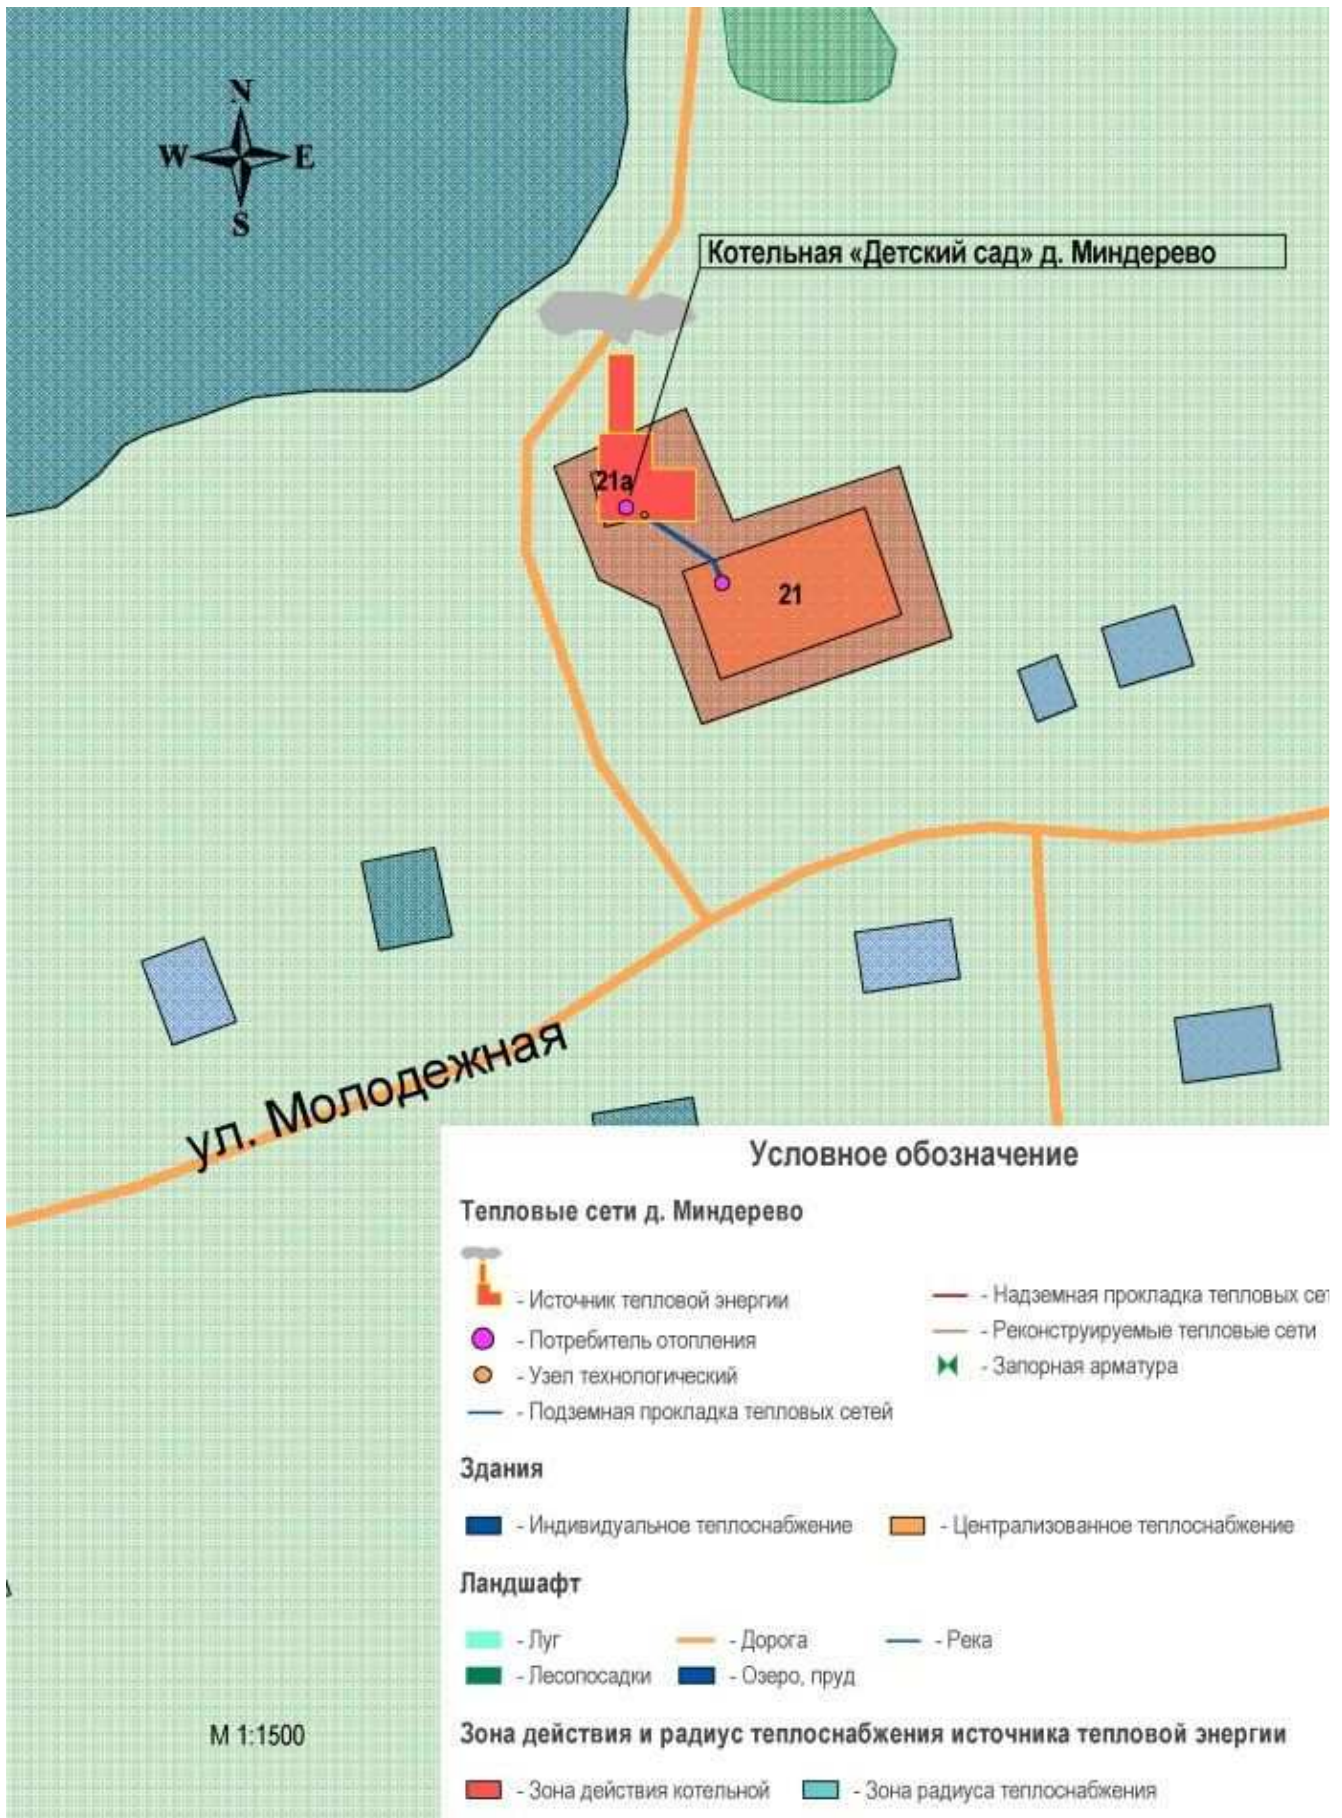 N
W E
S
Котельная «Детский сад» д. Миндерево
21а
21
ул. Молодежная
Условное обозначение
Тепловые сети д. Миндерево
- Источник тепловой энергии
- Надземная прокладка тепловых сет
- Потребитель отопления
- Реконструируемые тепловые сети
- Узел технологический
- Запорная арматура
- Подземная прокладка тепловых сетей
Здания
- Индивидуальное теплоснабжение
- Централизованное теплоснабжение
Ландшафт
- Луг - Дорога - Река
- Лесопосадки - Озеро, пруд
М 1:1500
Зона действия и радиус теплоснабжения источника тепловой энергии
- Зона действия котельной - Зона радиуса теплоснабжения